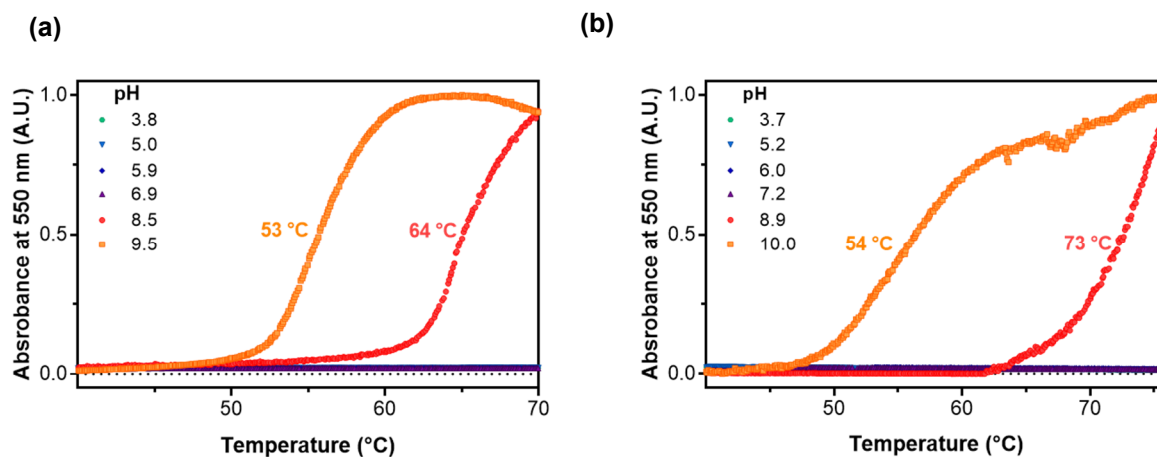 (a)
Absrobance at 550 nm (A.U.)
1.0
0.5
0.0
pH
3.8
5.0
5.9
6.9
8.5
9.5
53 °C
64 °C
50
60
70
Temperature (°C)
(b)
Absrobance at 550 nm (A.U.)
1.0
0.5
0.0
pH
3.7
5.2
6.0
7.2
8.9
10.0
54 °C
73 °C
50
60
70
Temperature (°C)